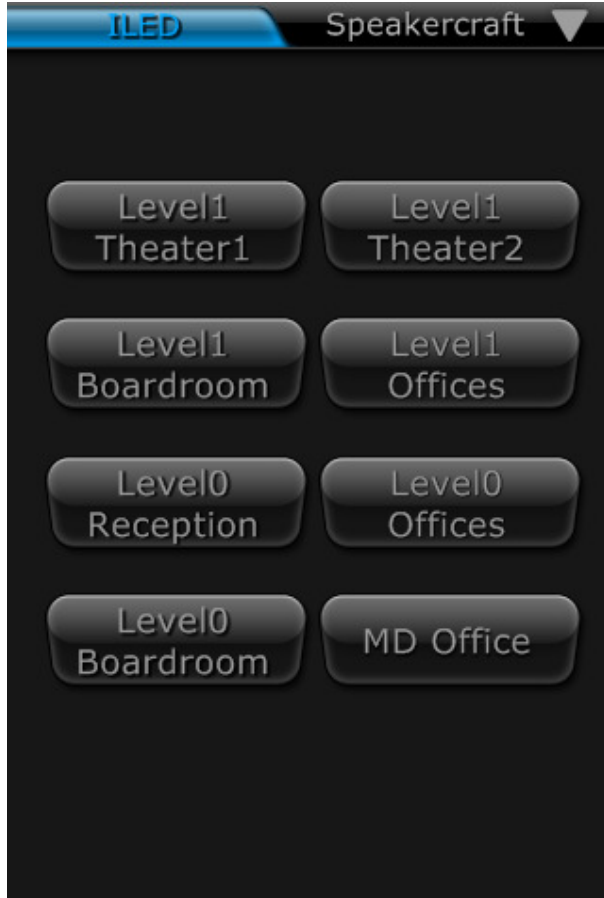 ILED
Speakercraft
Level1
Theater1
Level1
Theater2
Level1
Boardroom
Level1
Offices
Level0
Reception
Level0
Offices
Level0
Boardroom
MD Office